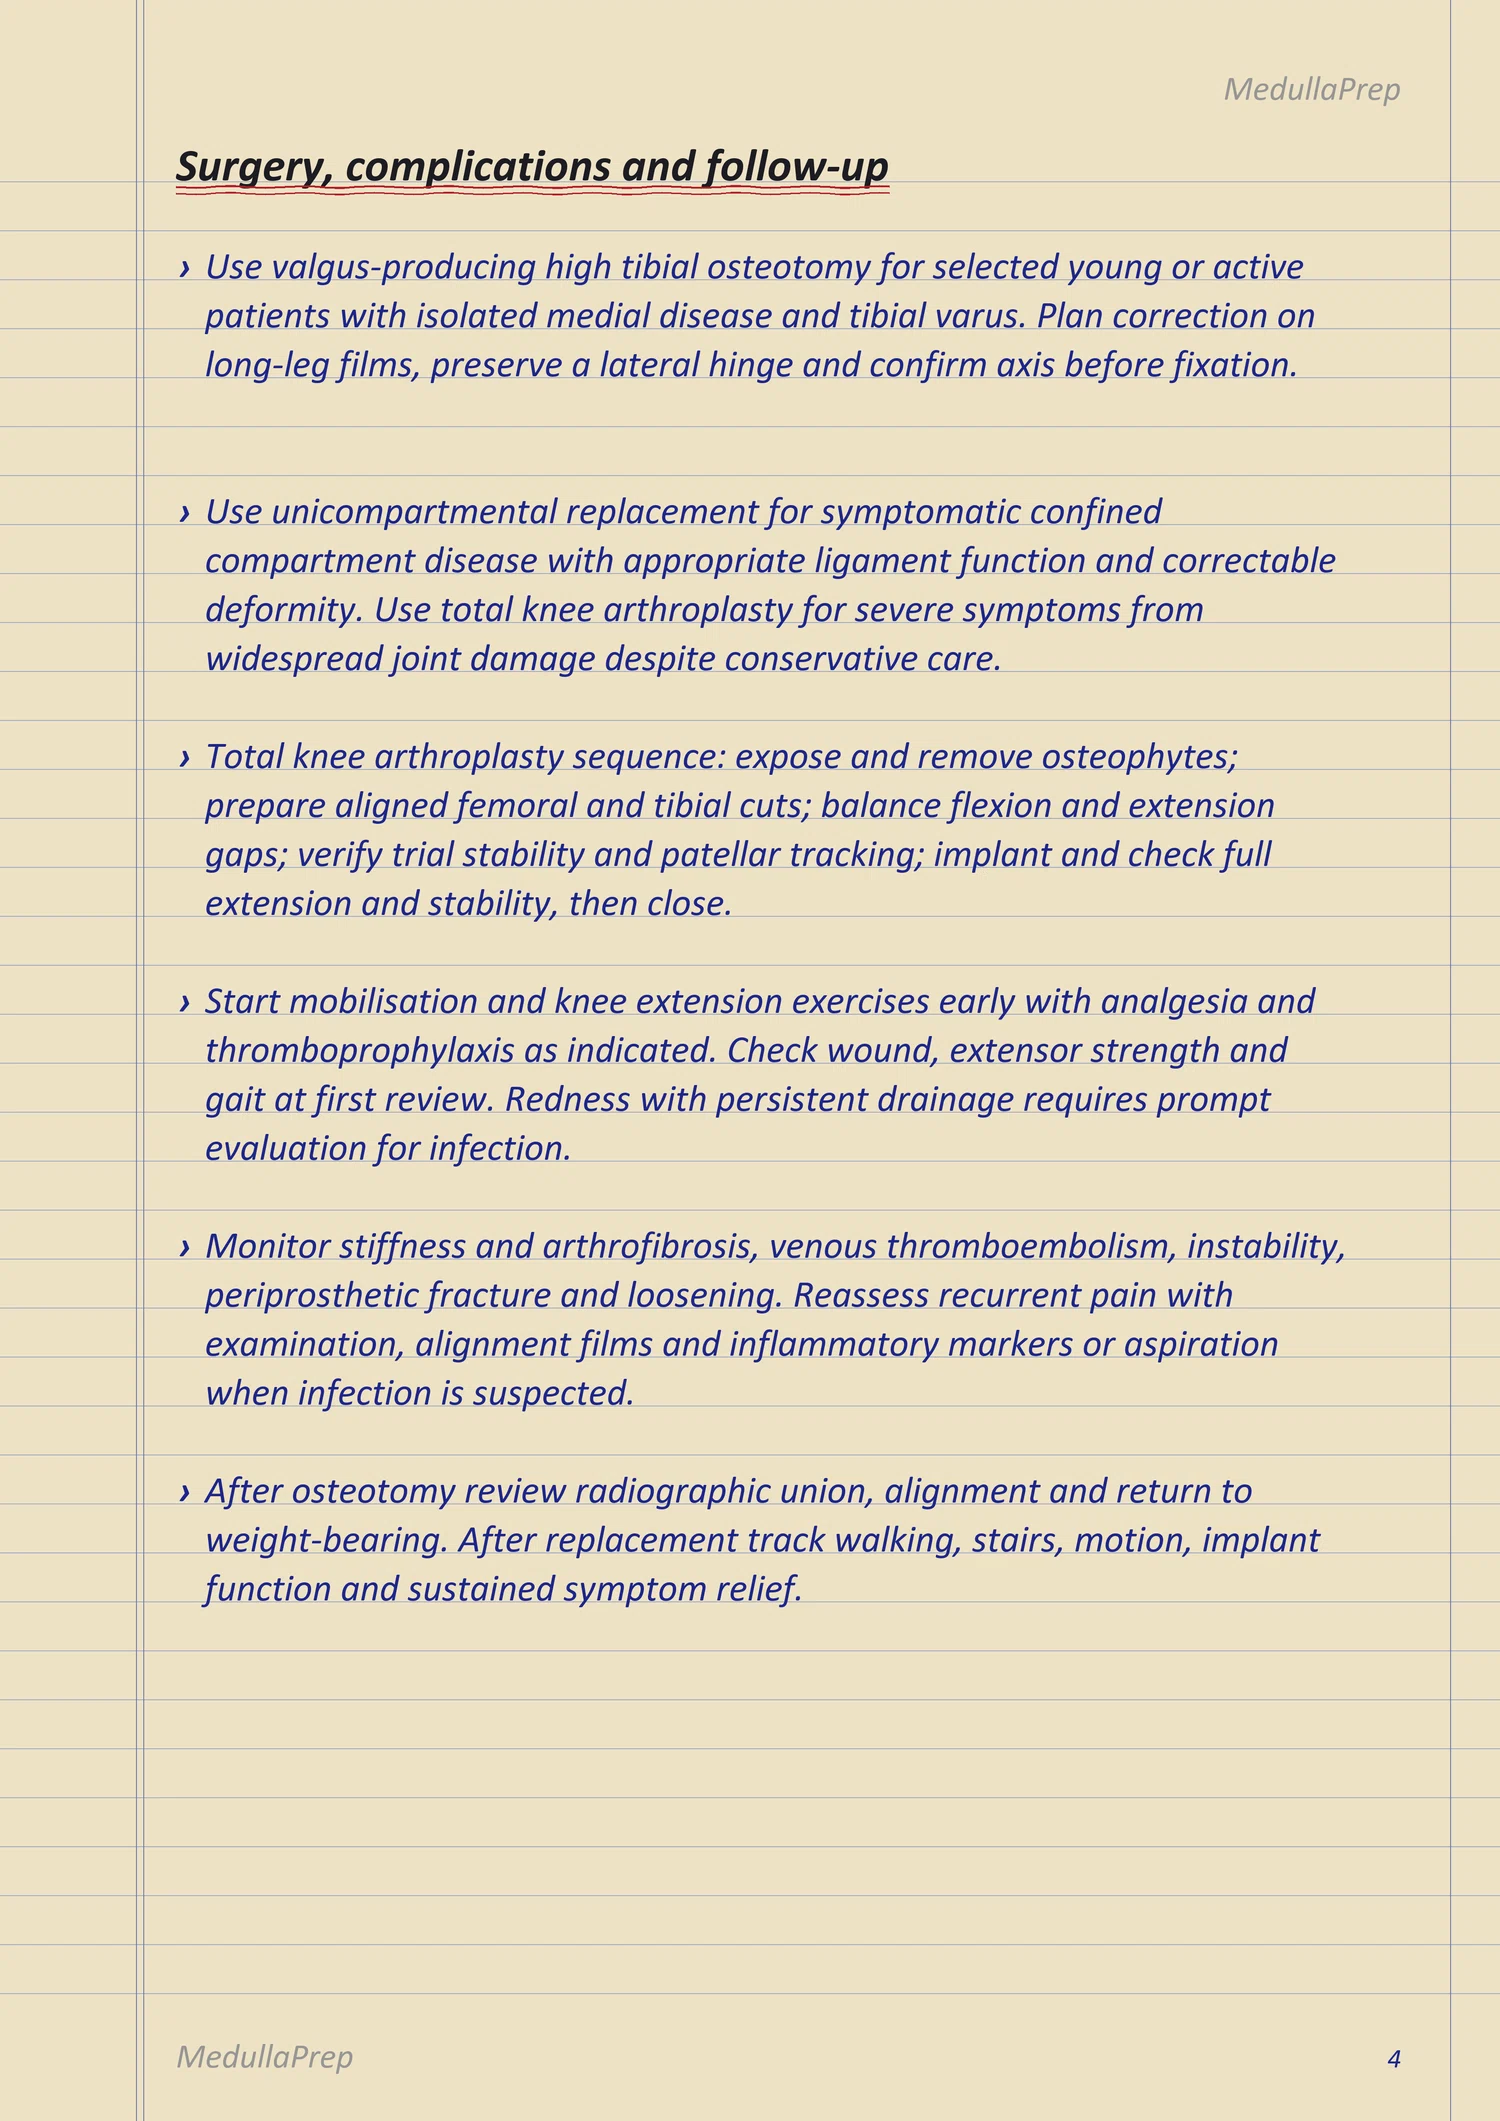 MedullaPrep
Surgery, complications and follow-up
› Use valgus-producing high tibial osteotomy for selected young or active
patients with isolated medial disease and tibial varus. Plan correction on
long-leg films, preserve a lateral hinge and confirm axis before fixation.
› Use unicompartmental replacement for symptomatic confined
compartment disease with appropriate ligament function and correctable
deformity. Use total knee arthroplasty for severe symptoms from
widespread joint damage despite conservative care.
› Total knee arthroplasty sequence: expose and remove osteophytes;
prepare aligned femoral and tibial cuts; balance flexion and extension
gaps; verify trial stability and patellar tracking; implant and check full
extension and stability, then close.
› Start mobilisation and knee extension exercises early with analgesia and
thromboprophylaxis as indicated. Check wound, extensor strength and
gait at first review. Redness with persistent drainage requires prompt
evaluation for infection.
› Monitor stiffness and arthrofibrosis, venous thromboembolism, instability,
periprosthetic fracture and loosening. Reassess recurrent pain with
examination, alignment films and inflammatory markers or aspiration
when infection is suspected.
› After osteotomy review radiographic union, alignment and return to
weight-bearing. After replacement track walking, stairs, motion, implant
function and sustained symptom relief.
MedullaPrep
4